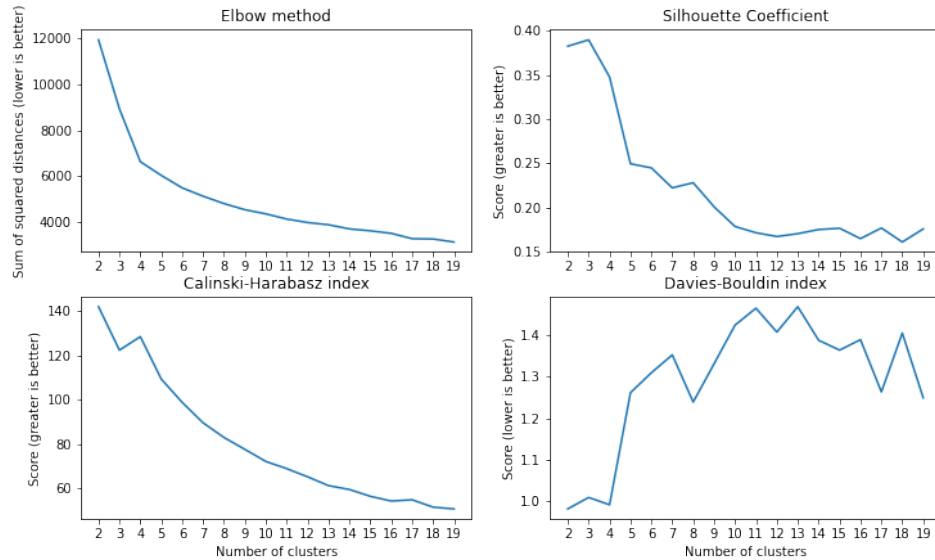 Elbow method
Sum of squared distances (lower is better)
12000
10000
8000
6000
4000
2 3 4 5 6 7 8 9 10 11 12 13 14 15 16 17 18 19
Silhouette Coefficient
Score (greater is better)
0.40
0.35
0.30
0.25
0.20
0.15
2 3 4 5 6 7 8 9 10 11 12 13 14 15 16 17 18 19
Calinski-Harabasz index
Score (greater is better)
140
120
100
80
60
2 3 4 5 6 7 8 9 10 11 12 13 14 15 16 17 18 19
Number of clusters
Davies-Bouldin index
Score (lower is better)
1.4
1.3
1.2
1.1
1.0
2 3 4 5 6 7 8 9 10 11 12 13 14 15 16 17 18 19
Number of clusters